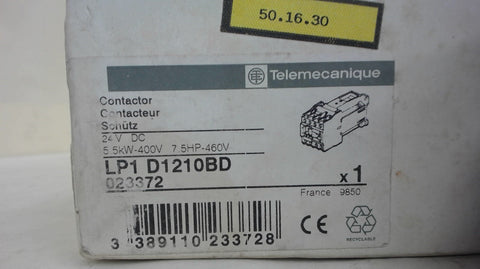 50.16.30
Telemecanique
Contactor
Contacteur
Schütz
24V DC
5.5kW-400V 7.5HP-460V
LP1 D1210BD
023372
x 1
France 9850
CE
RECYCLABLE
3 389110 233728